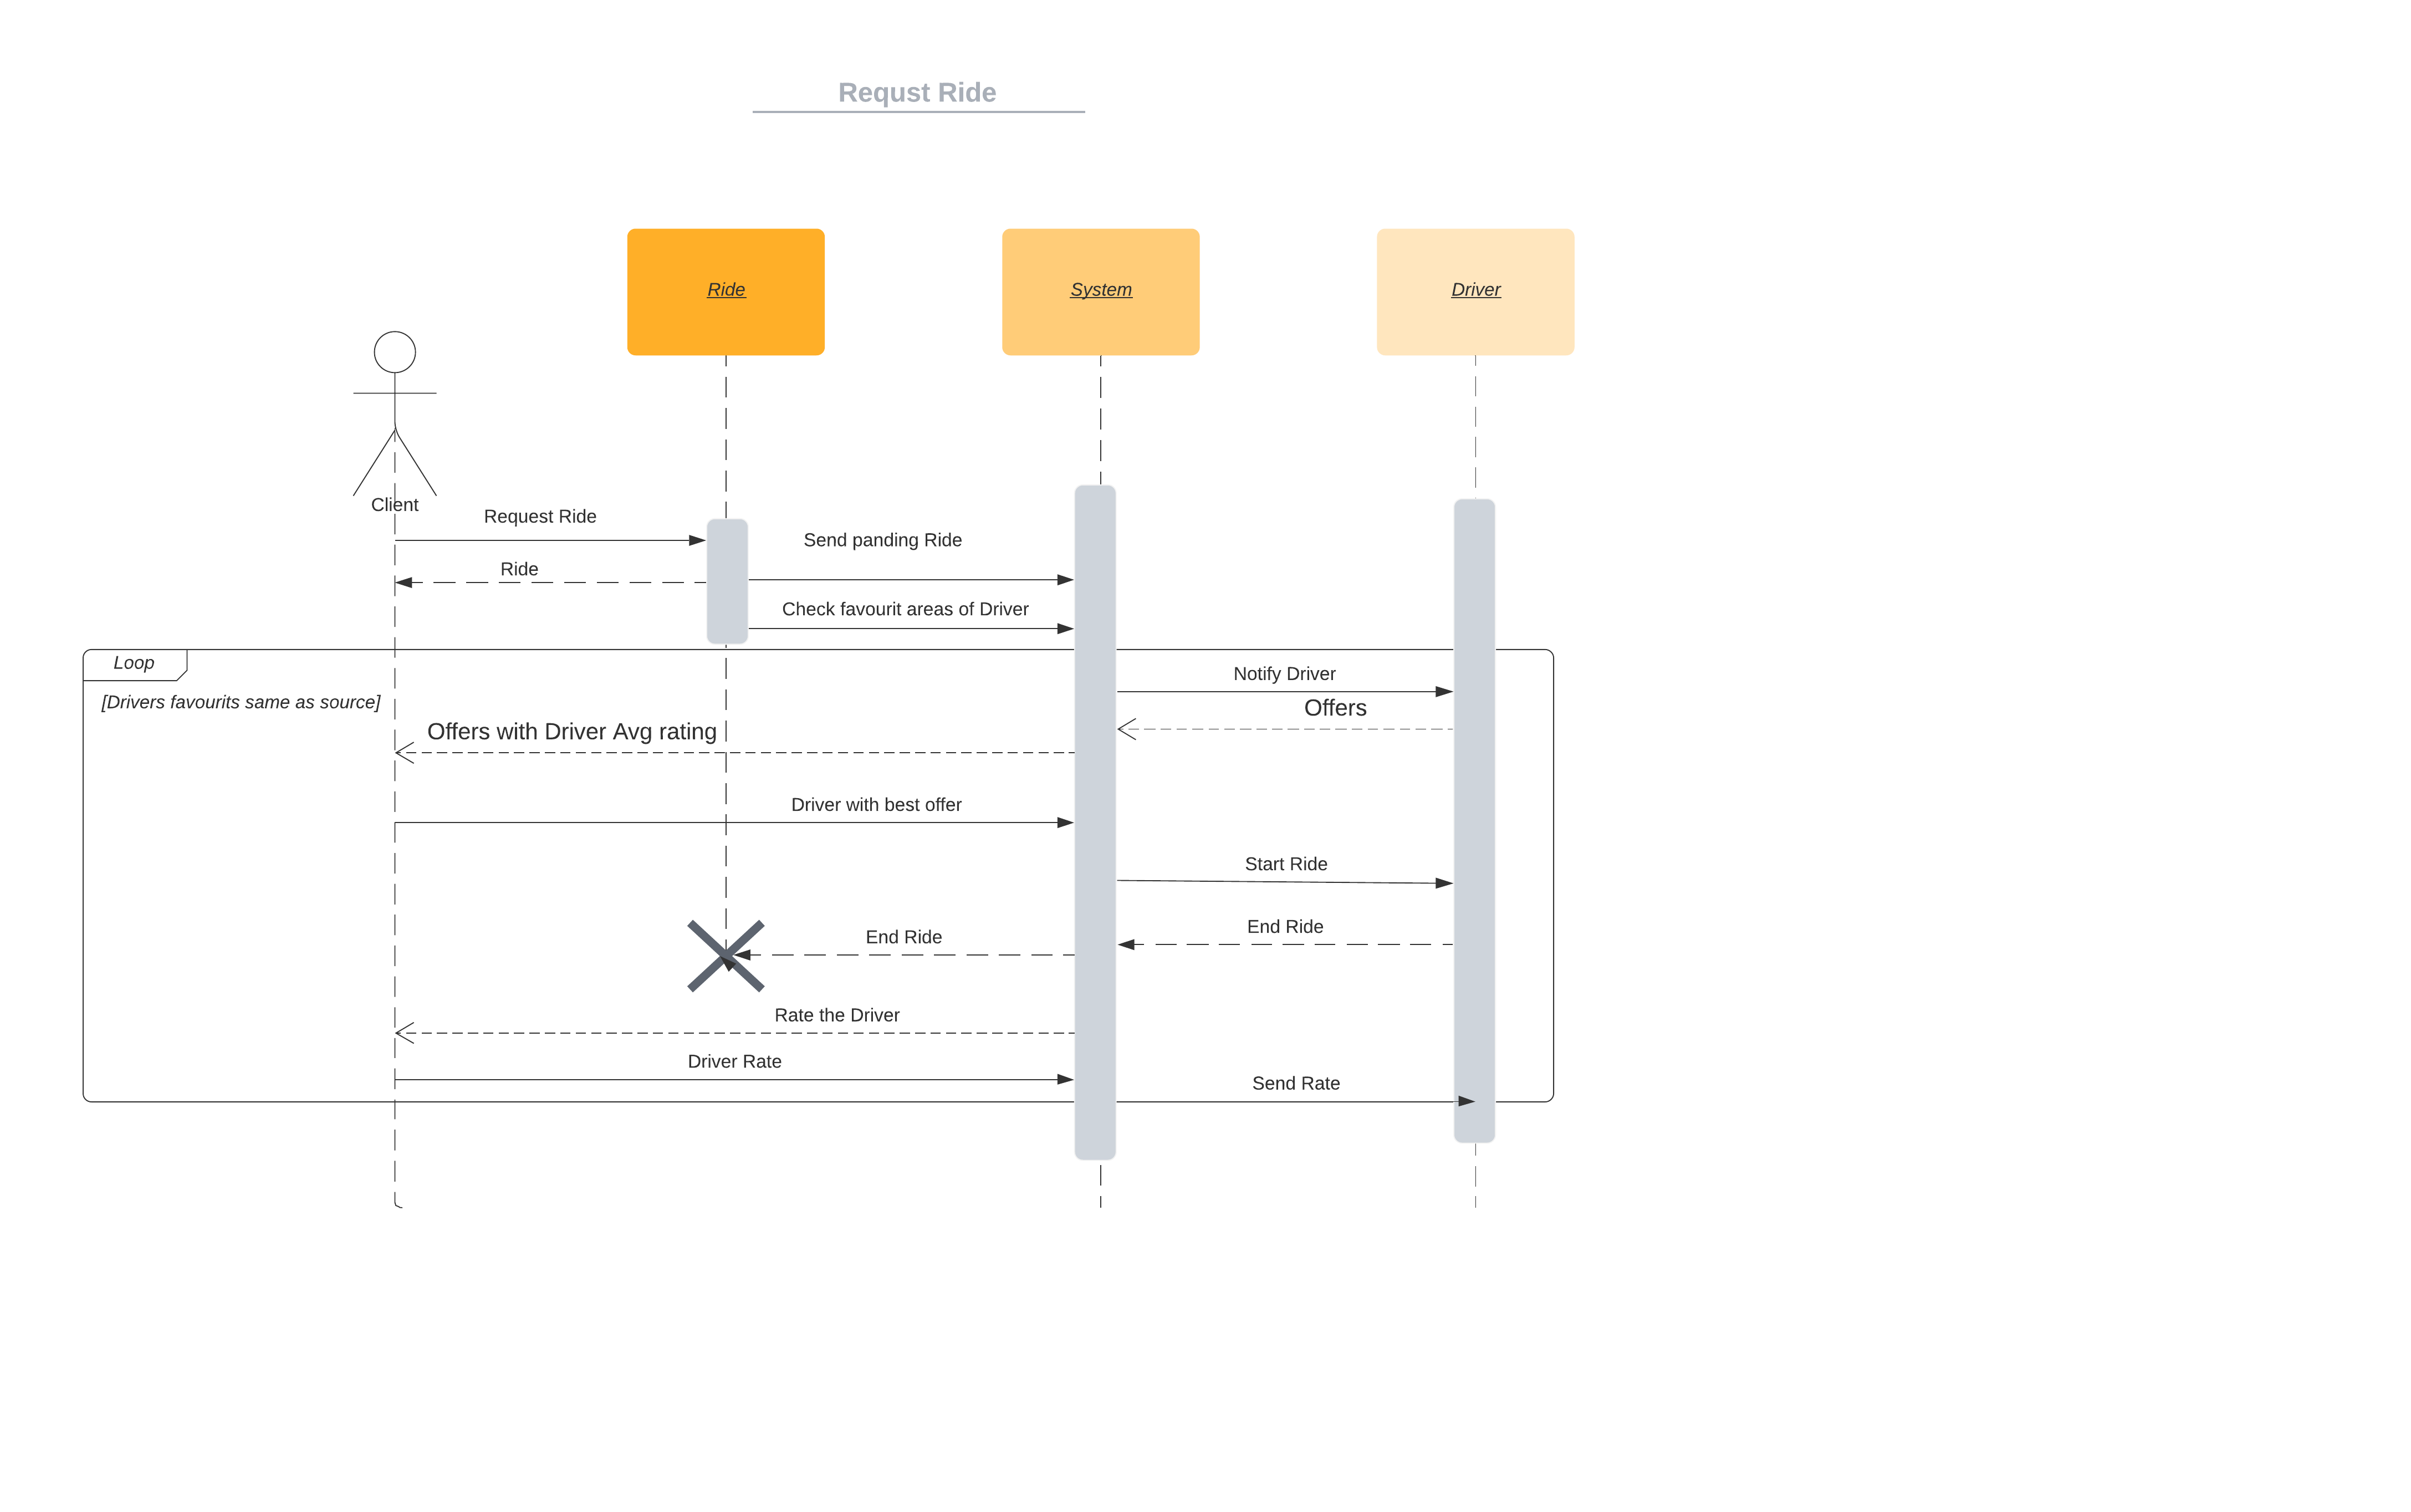 Requst Ride
Ride
System
Driver
Client
Request Ride
Send panding Ride
Ride
Check favourit areas of Driver
Loop
Notify Driver
[Drivers favourits same as source]
Offers
Offers with Driver Avg rating
Driver with best offer
Start Ride
End Ride
End Ride
Rate the Driver
Driver Rate
Send Rate